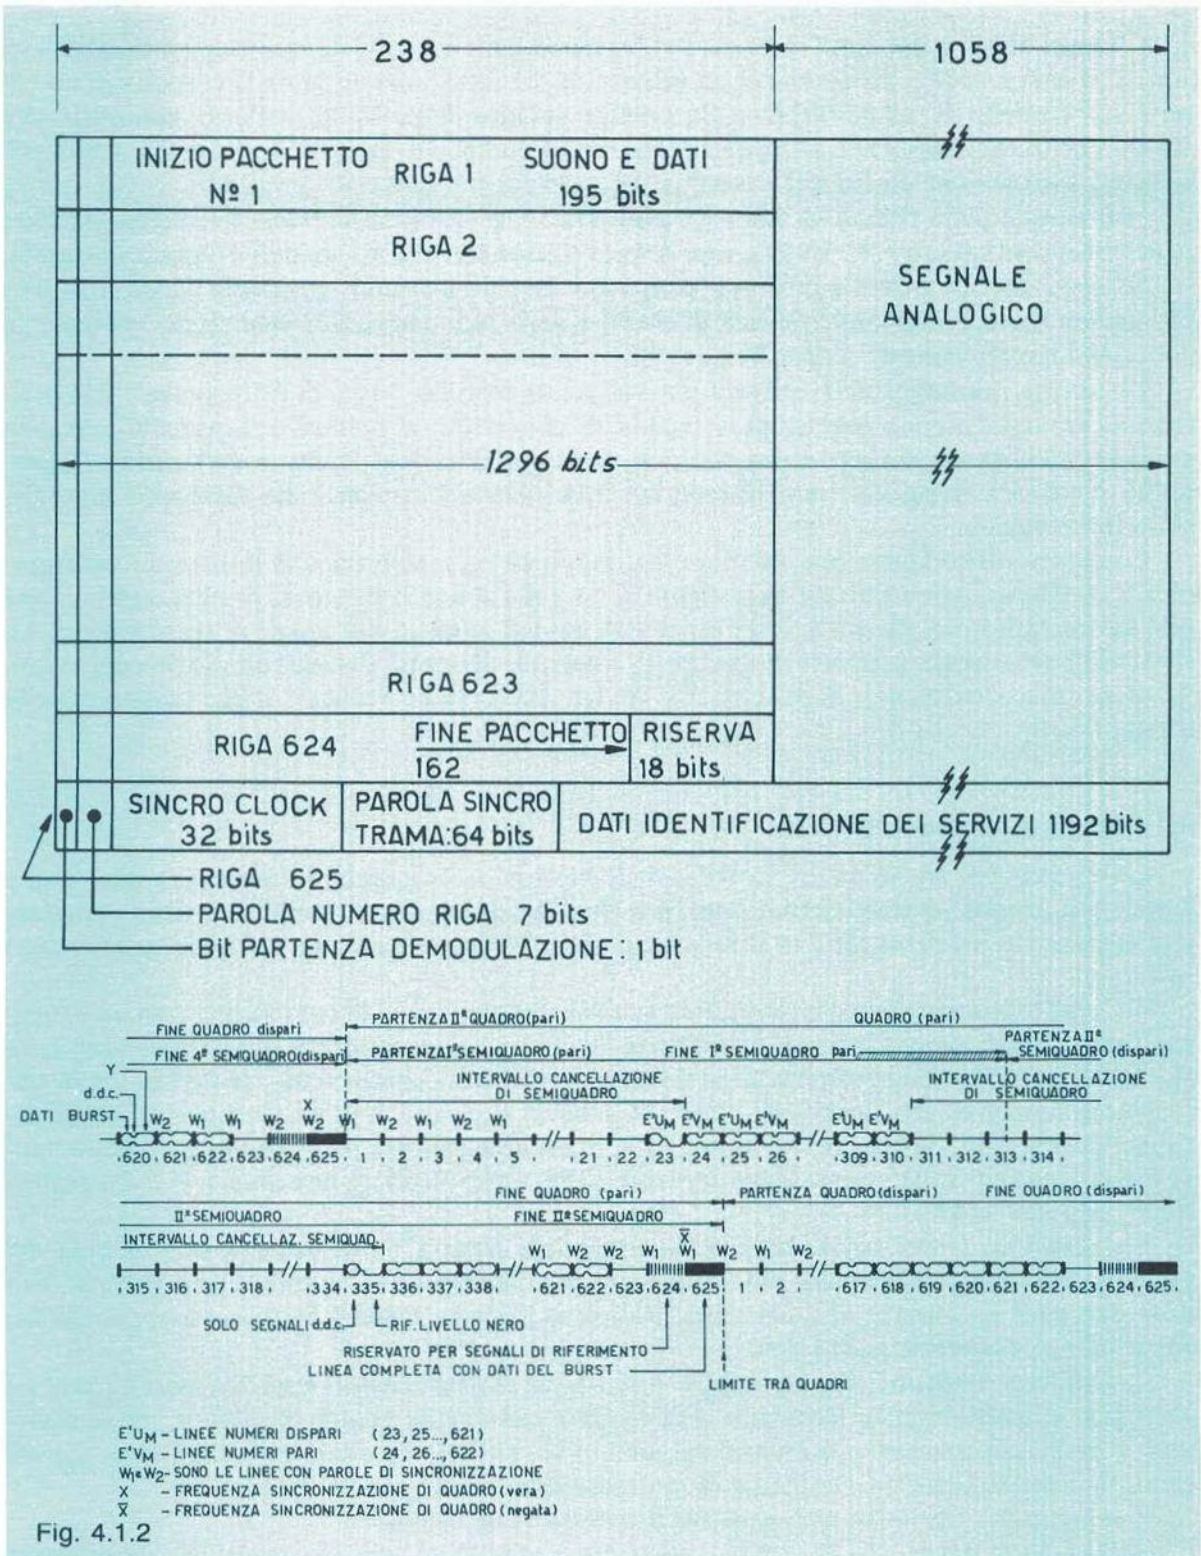 238 1058
INIZIO PACCHETTO Nº 1 RIGA 1 SUONO E DATI 195 bits
RIGA 2
SEGNALE
ANALOGICO
1296 bits
RIGA 623
RIGA 624 FINE PACCHETTO 162 RISERVA 18 bits
SINCRO CLOCK 32 bits PAROLA SINCRO TRAMA:64 bits DATI IDENTIFICAZIONE DEI SERVIZI 1192 bits
RIGA 625
PAROLA NUMERO RIGA 7 bits
Bit PARTENZA DEMODULAZIONE: 1 bit
FINE QUADRO dispari PARTENZA IIª QUADRO (pari) QUADRO (pari)
FINE 4º SEMIQUADRO (dispari) PARTENZA Iº SEMIQUADRO (pari) FINE 1º SEMIQUADRO pari PARTENZA IIº SEMIQUADRO (dispari)
Y
d.d.c.
DATI BURST
INTERVALLO CANCELLAZIONE DI SEMIQUADRO INTERVALLO CANCELLAZIONE DI SEMIQUADRO
X
W2 W1 W1 W2 W2 W1 W2 W1 W2 W1 E'UM E'VM E'UM E'VM E'UM E'VM
620 621 622 623 624 625 1 2 3 4 5 21 22 23 24 25 26 309 310 311 312 313 314
FINE QUADRO (pari) PARTENZA QUADRO (dispari) FINE QUADRO (dispari)
IIº SEMIQUADRO FINE IIº SEMIQUADRO
INTERVALLO CANCELLAZ. SEMIQUAD.
X̅
W1 W2 W2 W1 W1 W2 W1 W2
315 316 317 318 334 335 336 337 338 621 622 623 624 625 1 2 617 618 619 620 621 622 623 624 625
SOLO SEGNALI d.d.c. RIF. LIVELLO NERO
RISERVATO PER SEGNALI DI RIFERIMENTO
LINEA COMPLETA CON DATI DEL BURST
LIMITE TRA QUADRI
E'UM – LINEE NUMERI DISPARI (23, 25..., 621)
E'VM – LINEE NUMERI PARI (24, 26..., 622)
W1 e W2 – SONO LE LINEE CON PAROLE DI SINCRONIZZAZIONE
X – FREQUENZA SINCRONIZZAZIONE DI QUADRO (vera)
X̅ – FREQUENZA SINCRONIZZAZIONE DI QUADRO (negata)
Fig. 4.1.2